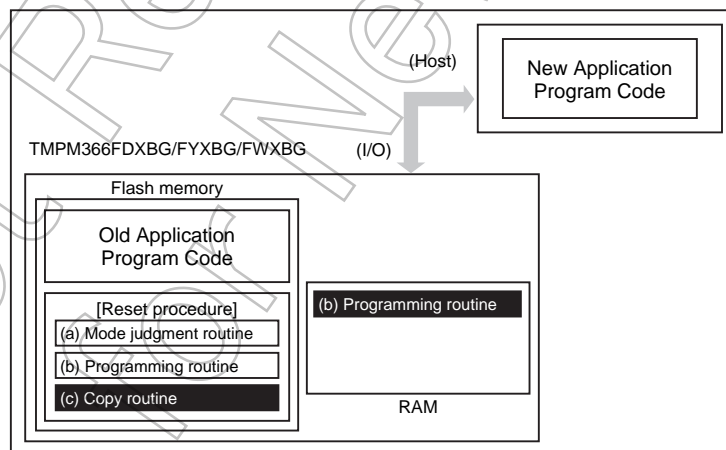 (Host)
New Application
Program Code
TMPM366FDXBG/FYXBG/FWXBG
(I/O)
Flash memory
Old Application
Program Code
[Reset procedure]
(a) Mode judgment routine
(b) Programming routine
(c) Copy routine
(b) Programming routine
RAM